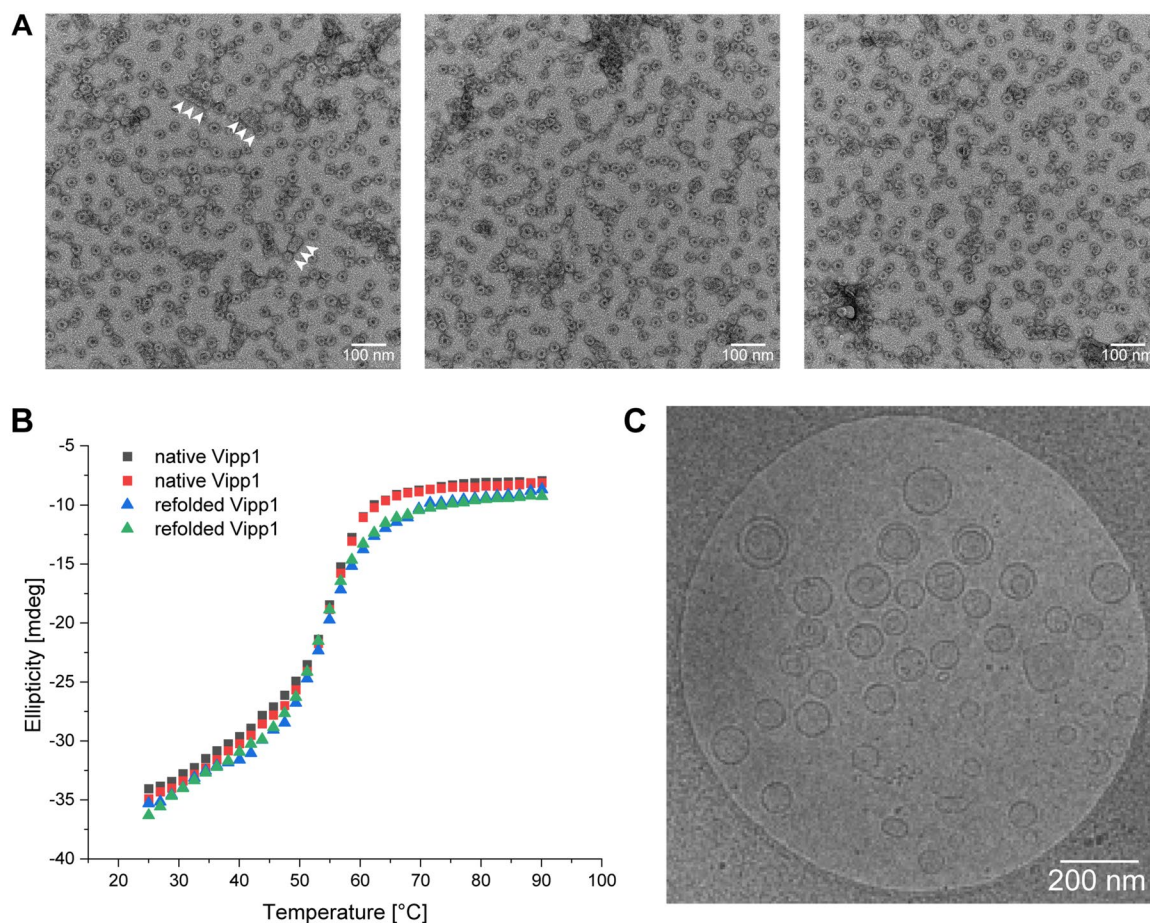 A
100 nm
100 nm
100 nm
B
native Vipp1
native Vipp1
refolded Vipp1
refolded Vipp1
-5
-10
-15
-20
-25
-30
-35
-40
Ellipticity [mdeg]
20 30 40 50 60 70 80 90 100
Temperature [°C]
C
200 nm